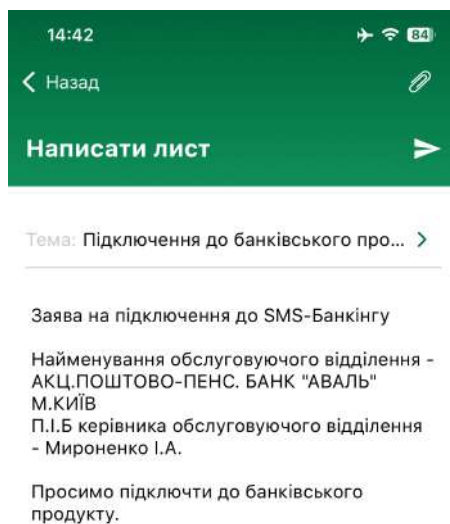 14:42
84
Назад
Написати лист
Тема: Підключення до банківського про...
Заява на підключення до SMS-Банкінгу
Найменування обслуговуючого відділення -
АКЦ.ПОШТОВО-ПЕНС. БАНК "АВАЛЬ"
М.КИЇВ
П.І.Б керівника обслуговуючого відділення
- Мироненко І.А.
Просимо підключти до банківського
продукту.